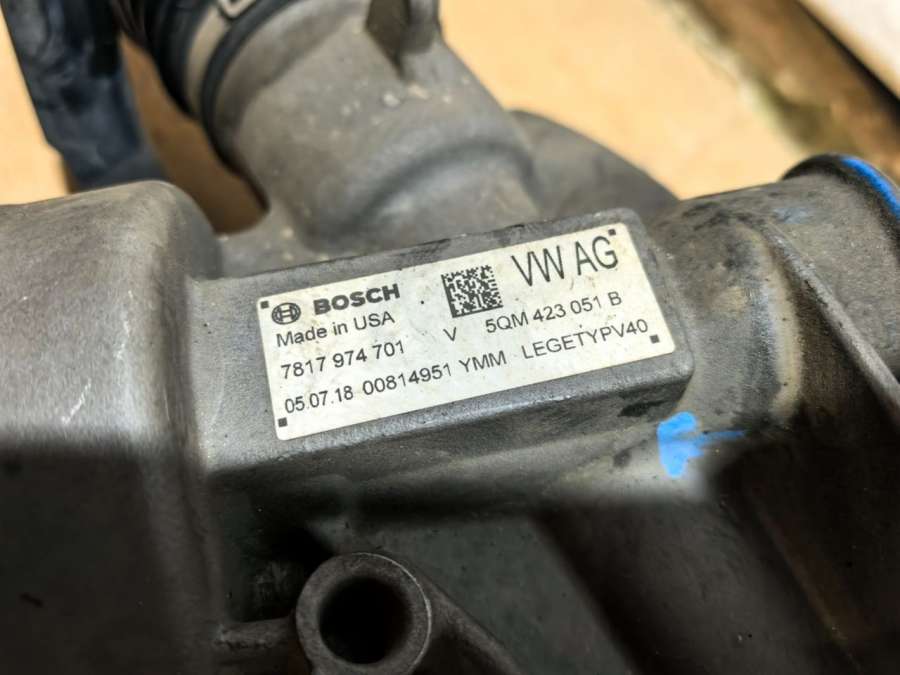 BOSCH VW AG
Made in USA V 5QM 423 051 B
7817 974 701
05.07.18 00814951 YMM LEGETYPV40